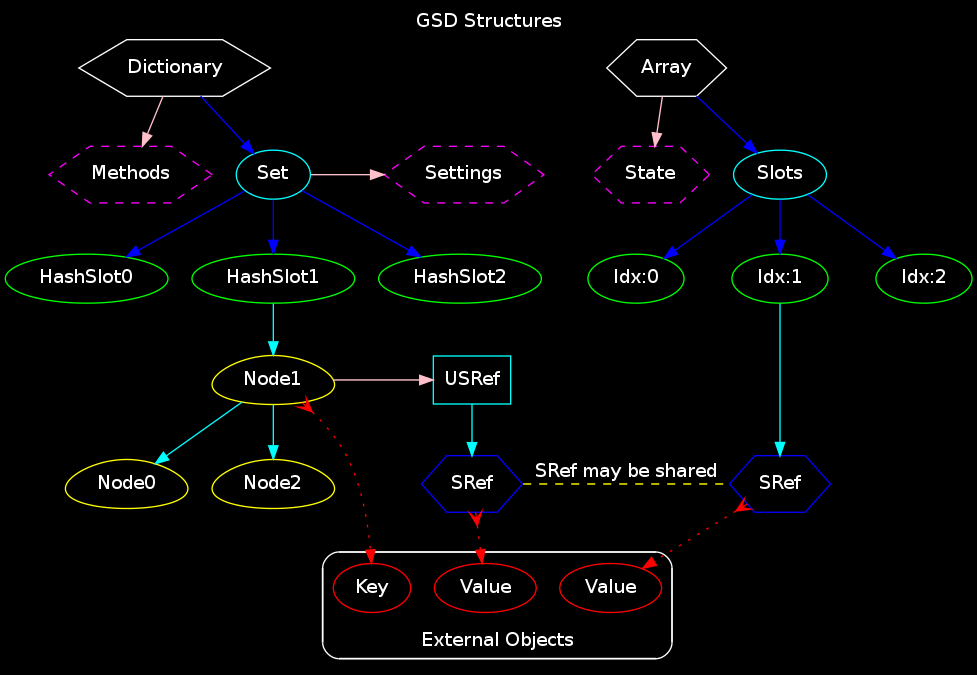 GSD Structures
Dictionary
Array
Methods
Set
Settings
State
Slots
HashSlot0
HashSlot1
HashSlot2
Idx:0
Idx:1
Idx:2
Node1
USRef
Node0
Node2
SRef
SRef may be shared
SRef
Key
Value
Value
External Objects